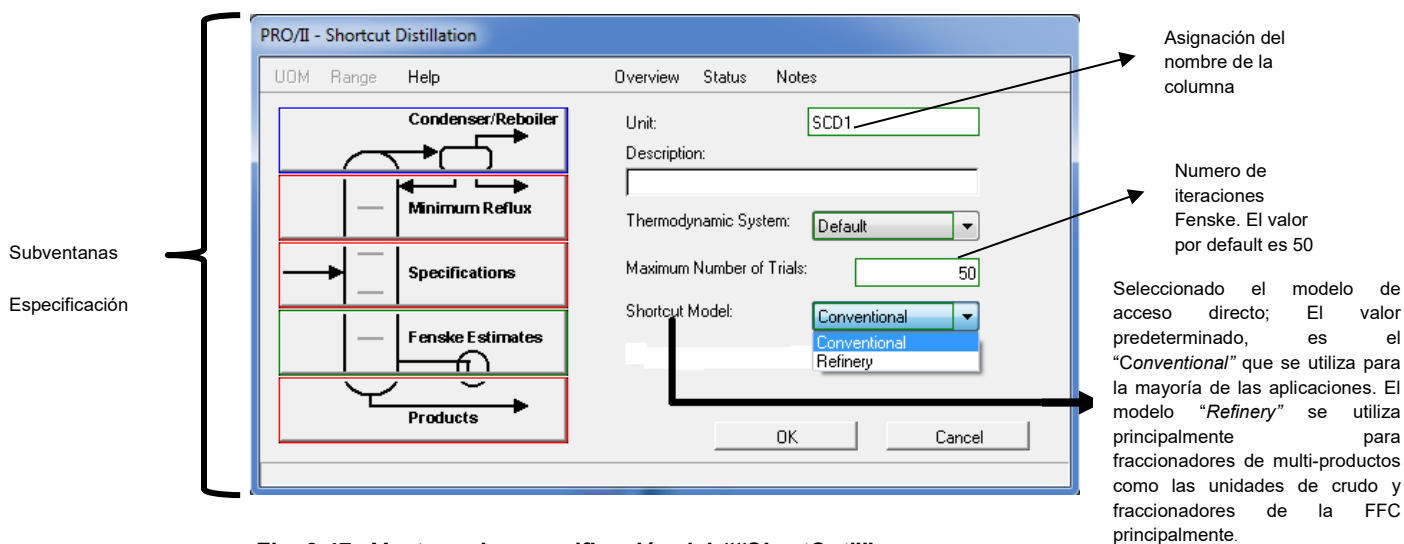 Subventanas
Especificación
PRO/II - Shortcut Distillation
UOM Range Help Overview Status Notes
Condenser/Reboiler
Minimum Reflux
Specifications
Fenske Estimates
Products
Unit: SCD1
Description:
Thermodynamic System: Default
Maximum Number of Trials: 50
Shortcut Model: Conventional
Conventional
Refinery
OK Cancel
Asignación del
nombre de la
columna
Numero de
iteraciones
Fenske. El valor
por default es 50
Seleccionado el modelo de
acceso directo; El valor
predeterminado, es el
“Conventional” que se utiliza para
la mayoría de las aplicaciones. El
modelo “Refinery” se utiliza
principalmente para
fraccionadores de multi-productos
como las unidades de crudo y
fraccionadores de la FFC
principalmente.